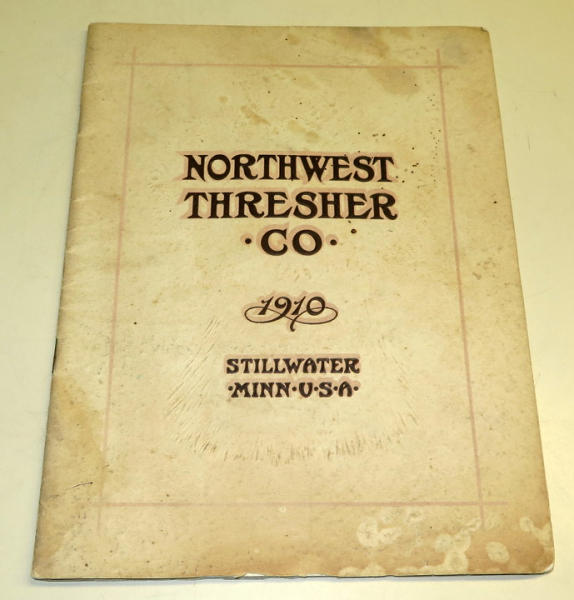 NORTHWEST
THRESHER
·CO·
1910
STILLWATER
·MINN·U·S·A·